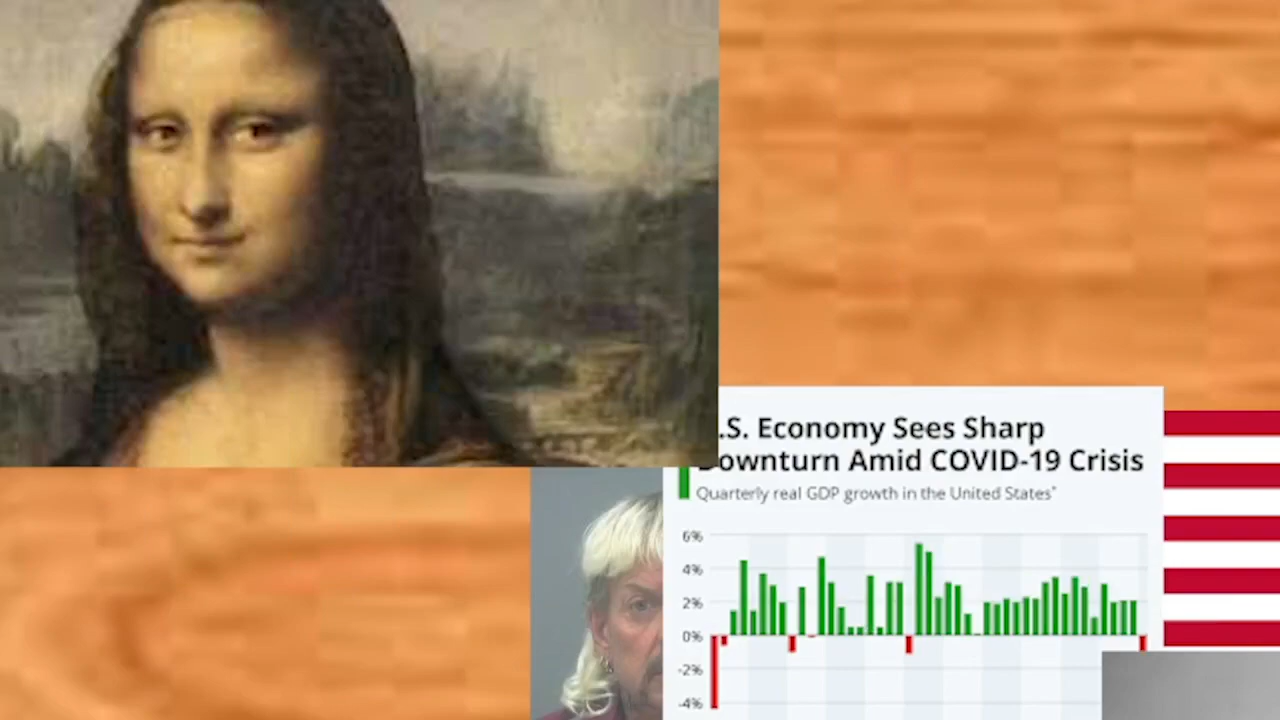 .S. Economy Sees Sharp
Downturn Amid COVID-19 Crisis
Quarterly real GDP growth in the United States*
6%
4%
2%
0%
-2%
-4%